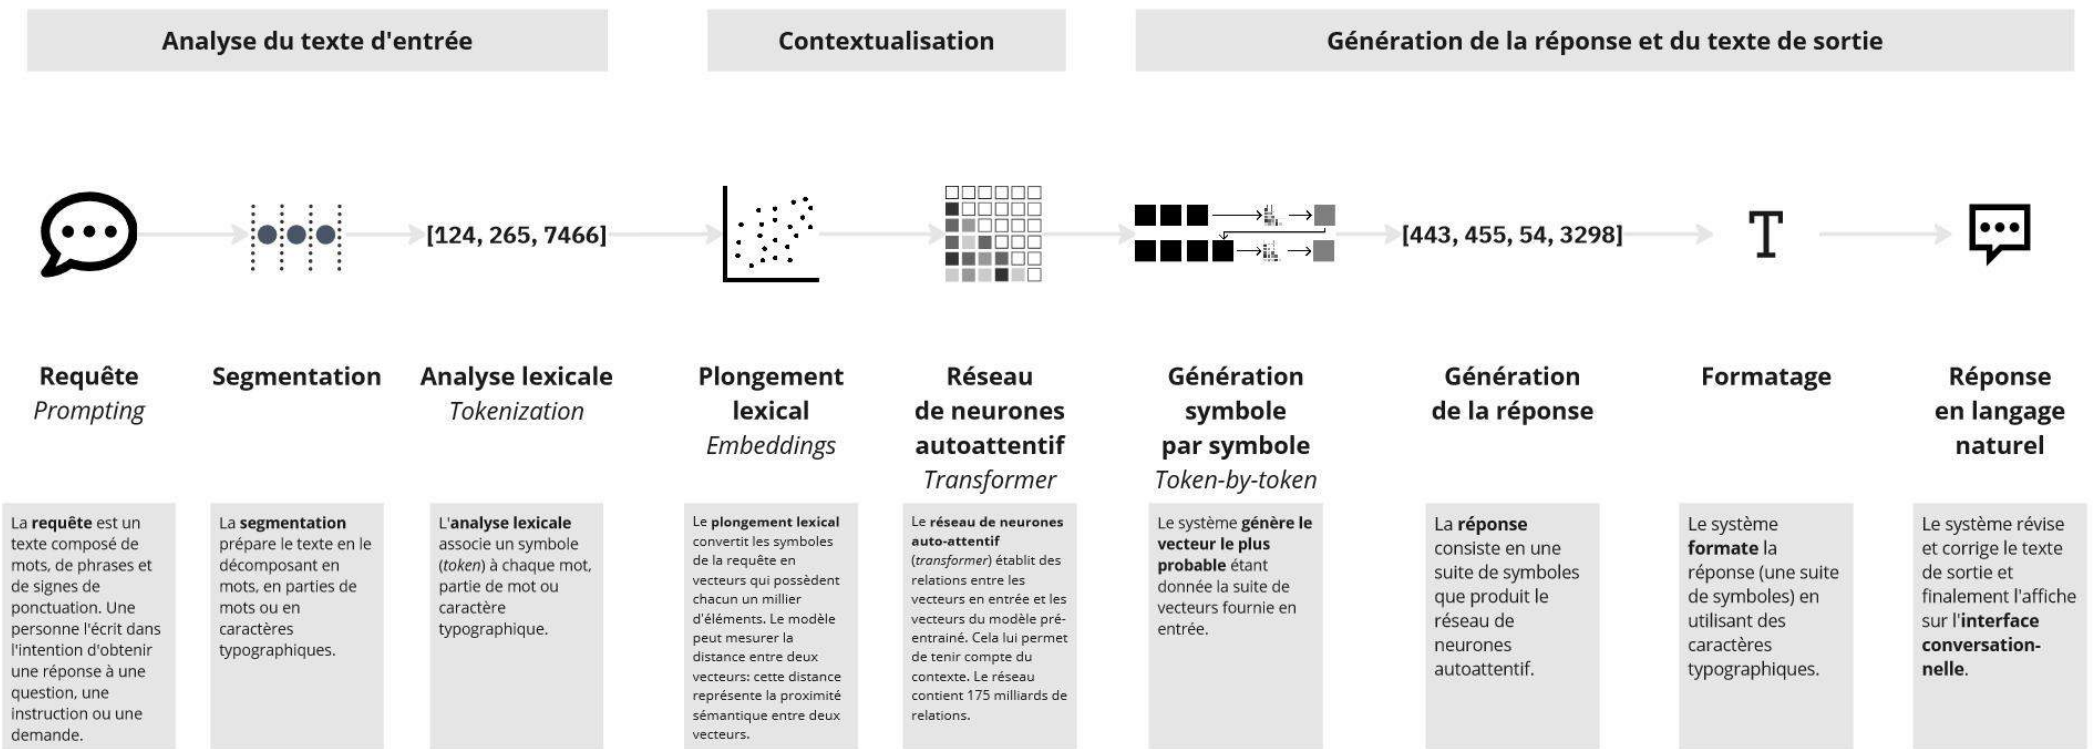 Analyse du texte d'entrée
Contextualisation
Génération de la réponse et du texte de sortie
[124, 265, 7466]
[443, 455, 54, 3298]
T
Requête
Prompting
Segmentation
Analyse lexicale
Tokenization
Plongement
lexical
Embeddings
Réseau
de neurones
autoattentif
Transformer
Génération
symbole
par symbole
Token-by-token
Génération
de la réponse
Formatage
Réponse
en langage
naturel
La requête est un
texte composé de
mots, de phrases et
de signes de
ponctuation. Une
personne l'écrit dans
l'intention d'obtenir
une réponse à une
question, une
instruction ou une
demande.
La segmentation
prépare le texte en le
décomposant en
mots, en parties de
mots ou en
caractères
typographiques.
L'analyse lexicale
associe un symbole
(token) à chaque mot,
partie de mot ou
caractère
typographique.
Le plongement lexical
convertit les symboles
de la requête en
vecteurs qui possèdent
chacun un millier
d'éléments. Le modèle
peut mesurer la
distance entre deux
vecteurs: cette distance
représente la proximité
sémantique entre deux
vecteurs.
Le réseau de neurones
auto-attentif
(transformer) établit des
relations entre les
vecteurs en entrée et les
vecteurs du modèle pré-
entrainé. Cela lui permet
de tenir compte du
contexte. Le réseau
contient 175 milliards de
relations.
Le système génère le
vecteur le plus
probable étant
donnée la suite de
vecteurs fournie en
entrée.
La réponse
consiste en une
suite de symboles
que produit le
réseau de
neurones
autoattentif.
Le système
formate la
réponse (une suite
de symboles) en
utilisant des
caractères
typographiques.
Le système révise
et corrige le texte
de sortie et
finalement l'affiche
sur l'interface
conversation-
nelle.